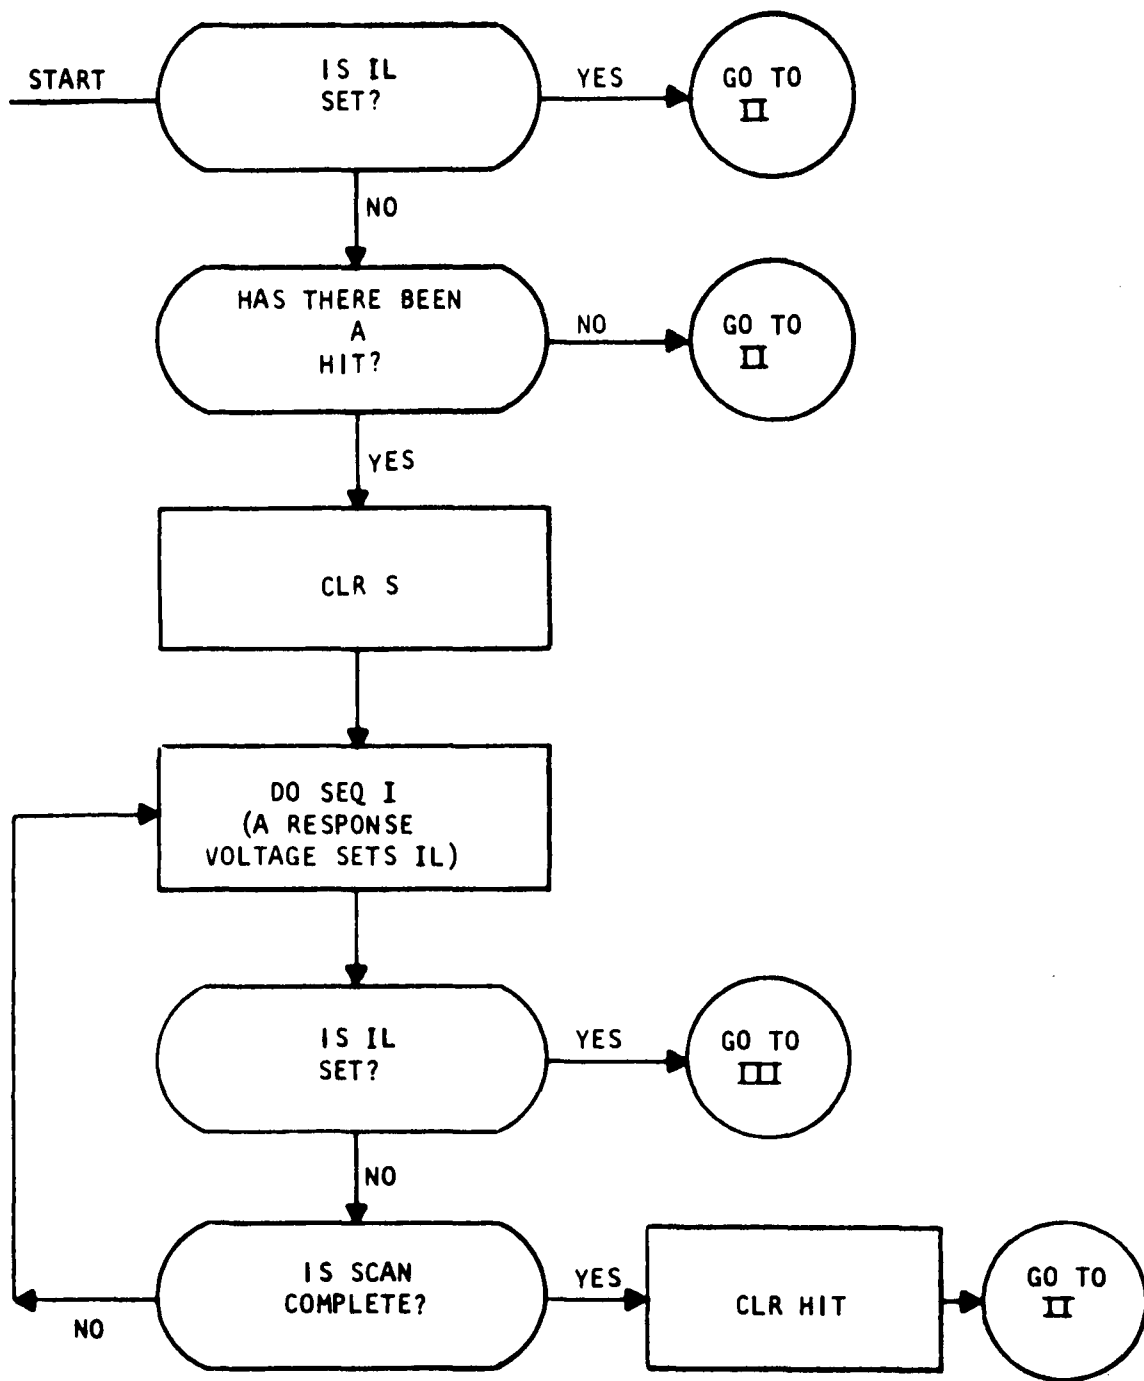 START
IS IL
SET?
YES
GO TO
II
NO
HAS THERE BEEN
A
HIT?
NO
GO TO
II
YES
CLR S
DO SEQ I
(A RESPONSE
VOLTAGE SETS IL)
IS IL
SET?
YES
GO TO
III
NO
IS SCAN
COMPLETE?
YES
CLR HIT
GO TO
II
NO